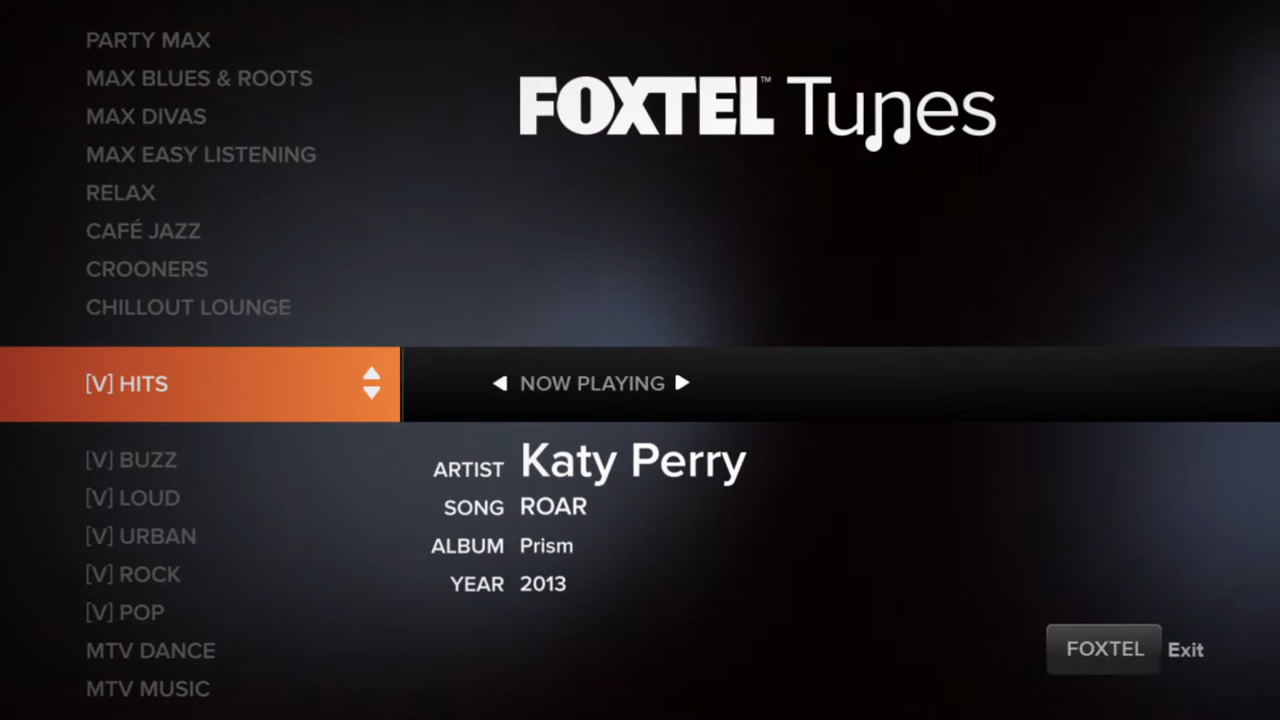 PARTY MAX
MAX BLUES & ROOTS
MAX DIVAS
MAX EASY LISTENING
RELAX
CAFÉ JAZZ
CROONERS
CHILLOUT LOUNGE
[V] HITS
[V] BUZZ
[V] LOUD
[V] URBAN
[V] ROCK
[V] POP
MTV DANCE
MTV MUSIC
FOXTEL™ Tunes
NOW PLAYING
ARTIST Katy Perry
SONG ROAR
ALBUM Prism
YEAR 2013
FOXTEL Exit